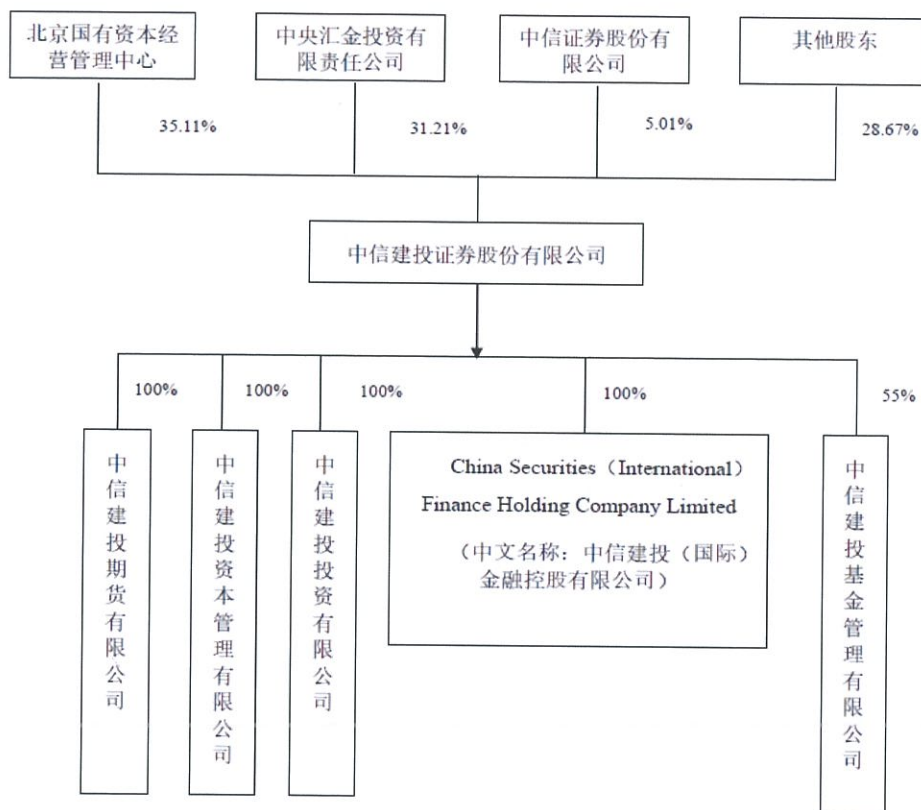 北京国有资本经
营管理中心
中央汇金投资有
限责任公司
中信证券股份有
限公司
其他股东
35.11%
31.21%
5.01%
28.67%
中信建投证券股份有限公司
100%
100%
100%
100%
55%
中信建投期货有限公司
中信建投资本管理有限公司
中信建投投资有限公司
China Securities（International）
Finance Holding Company Limited
（中文名称：中信建投（国际）
金融控股有限公司）
中信建投基金管理有限公司